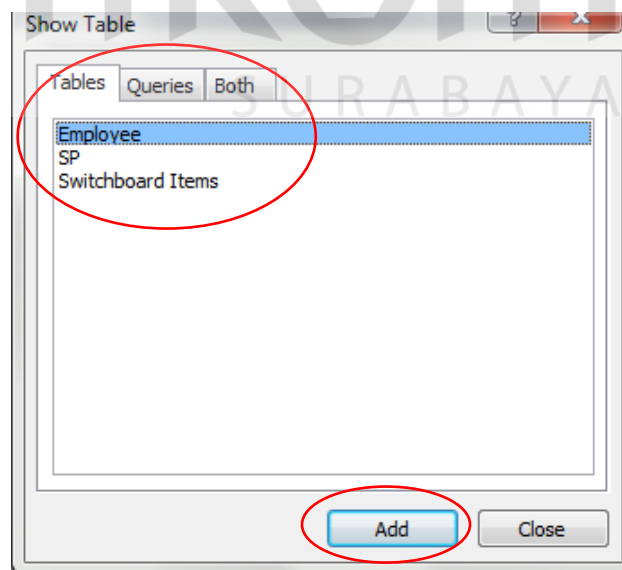 Show Table
?
X
Tables Queries Both
SURABAYA
Employee
SP
Switchboard Items
Add Close